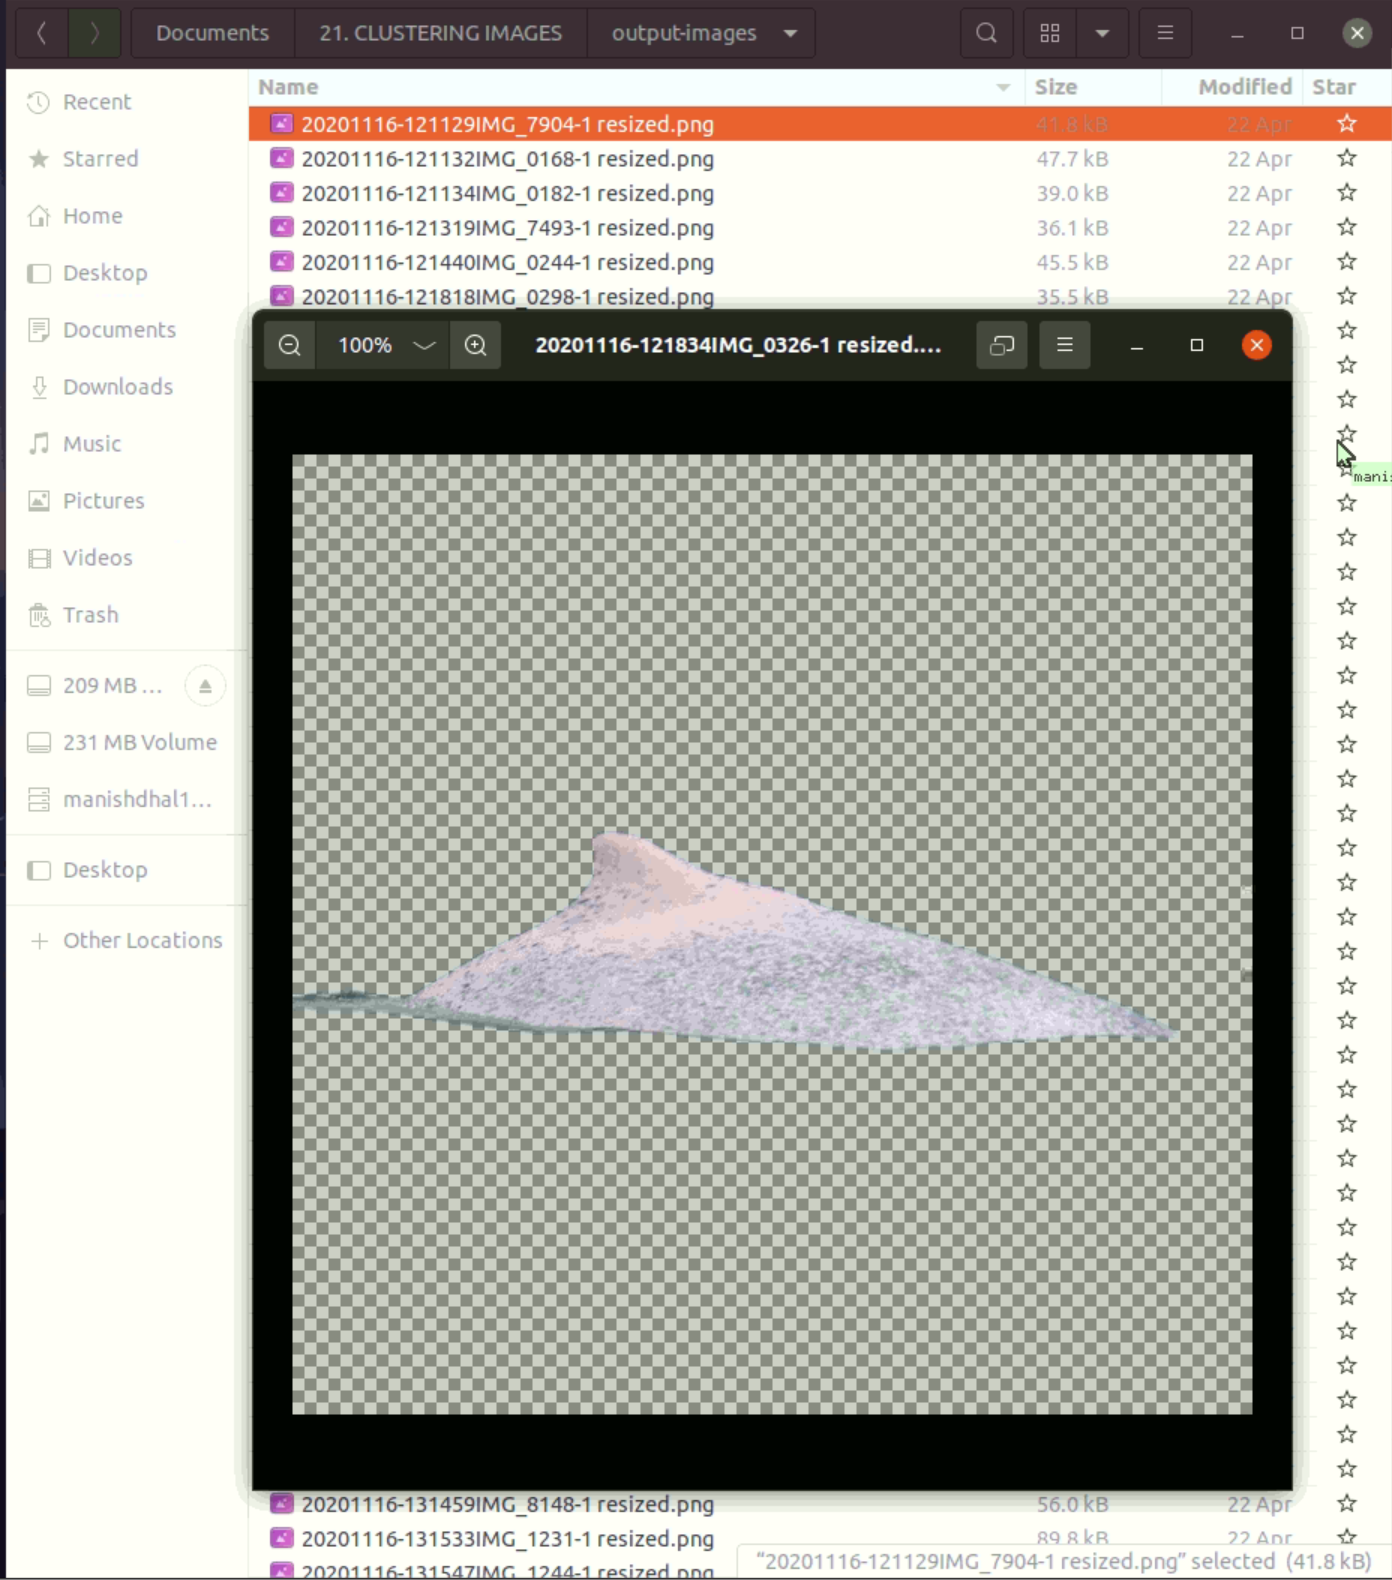 Documents 21. CLUSTERING IMAGES output-images
Name Size Modified Star
20201116-121129IMG_7904-1 resized.png 41.8 kB 22 Apr
20201116-121132IMG_0168-1 resized.png 47.7 kB 22 Apr
20201116-121134IMG_0182-1 resized.png 39.0 kB 22 Apr
20201116-121319IMG_7493-1 resized.png 36.1 kB 22 Apr
20201116-121440IMG_0244-1 resized.png 45.5 kB 22 Apr
20201116-121818IMG_0298-1 resized.png 35.5 kB 22 Apr
Recent
Starred
Home
Desktop
Documents
Downloads
Music
Pictures
Videos
Trash
209 MB ...
231 MB Volume
manishdhal1...
Desktop
Other Locations
100% 20201116-121834IMG_0326-1 resized....
manis
20201116-131459IMG_8148-1 resized.png 56.0 kB 22 Apr
20201116-131533IMG_1231-1 resized.png 89.8 kB 22 Apr
20201116-131547IMG_1244-1 resized.png
"20201116-121129IMG_7904-1 resized.png" selected (41.8 kB)